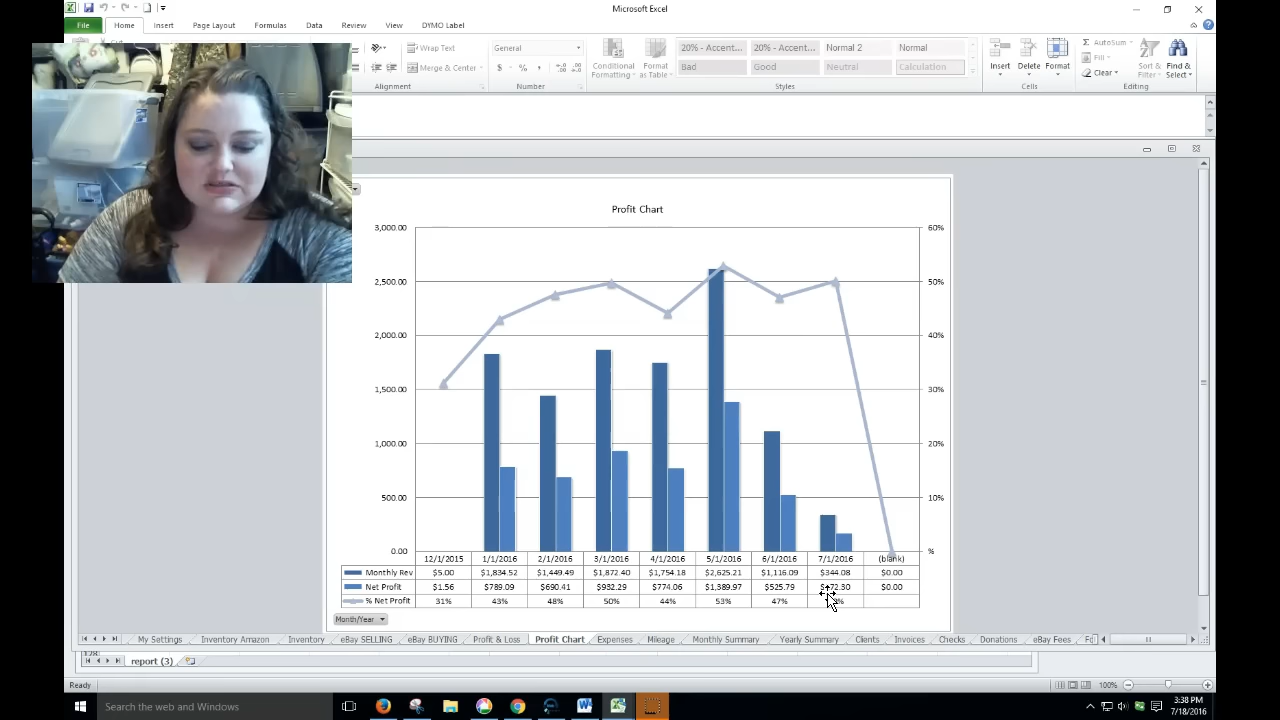 Microsoft Excel
File Home Insert Page Layout Formulas Data Review View DYMO Label
Wrap Text General 20% - Accent... 20% - Accent... Normal 2 Normal AutoSum
Merge & Center $ % , Conditional Formatting Format as Table Bad Good Neutral Calculation Insert Delete Format Fill Clear Sort & Filter Find & Select
Alignment Number Styles Cells Editing
Profit Chart
3,000.00 60%
2,500.00 50%
2,000.00 40%
1,500.00 30%
1,000.00 20%
500.00 10%
0.00 %
12/1/2015 1/1/2016 2/1/2016 3/1/2016 4/1/2016 5/1/2016 6/1/2016 7/1/2016 (blank)
Monthly Rev $5.00 $1,834.52 $1,449.49 $1,872.40 $1,754.18 $2,625.21 $1,116.09 $344.08 $0.00
Net Profit $1.56 $789.09 $690.41 $932.29 $774.06 $1,389.97 $525.79 $0.00
% Net Profit 31% 43% 48% 50% 44% 53% 47%
Month/Year
My Settings Inventory Amazon Inventory eBay SELLING eBay BUYING Profit & Loss Profit Chart Expenses Mileage Monthly Summary Yearly Summary Clients Invoices Checks Donations eBay Fees
report (3)
Ready 100%
Search the web and Windows 3:38 PM
7/18/2016